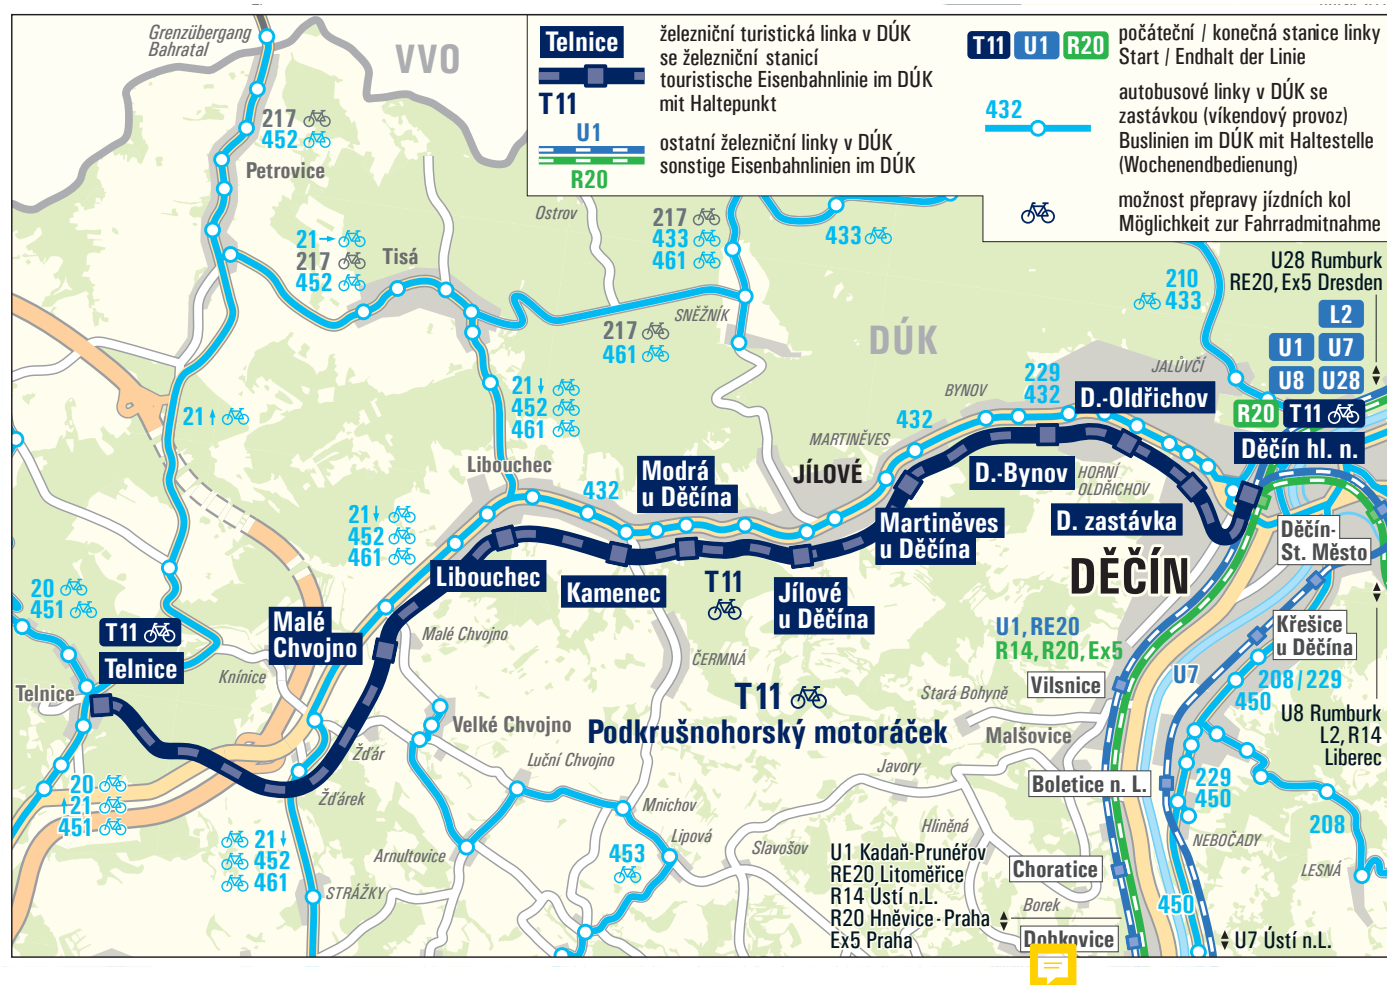 Grenzübergang
Bahratal
VVO
217
452
Petrovice
Telnice
železniční turistická linka v DÚK
se železniční stanicí
touristische Eisenbahnlinie im DÚK
mit Haltepunkt
T11
U1
R20
ostatní železniční linky v DÚK
sonstige Eisenbahnlinien im DÚK
T11 U1 R20
počáteční / konečná stanice linky
Start / Endhalt der Linie
432
autobusové linky v DÚK se
zastávkou (víkendový provoz)
Buslinien im DÚK mit Haltestelle
(Wochenendbedienung)
možnost přepravy jízdních kol
Möglichkeit zur Fahrradmitnahme
Ostrov
217
433
461
433
21
217
452
Tisá
SNĚŽNÍK
217
461
DÚK
210
433
U28 Rumburk
RE20, Ex5 Dresden
L2
U1 U7
U8 U28
R20 T11
Děčín hl. n.
JALŮVČÍ
BYNOV
229
432
D.-Oldřichov
21
452
461
21
432
MARTINĚVES
Libouchec
Modrá
u Děčína
JÍLOVÉ
D.-Bynov
HORNÍ
OLDŘICHOV
432
21
452
461
Martiněves
u Děčína
D. zastávka
Děčín-
St. Město
DĚČÍN
Libouchec
Kamenec
T11
Jílové
u Děčína
20
451
T11
Telnice
Malé
Chvojno
Malé Chvojno
U1, RE20
R14, R20, Ex5
Křešice
u Děčína
Telnice
Knínice
ČERMNÁ
U7
208/229
450
Vilsnice
Stará Bohyně
T11
Podkrušnohorský motoráček
Velké Chvojno
U8 Rumburk
L2, R14
Liberec
Malšovice
Žďár
Luční Chvojno
Javory
Boletice n. L.
20
21
451
Žďárek
Mnichov
229
450
Hliněná
208
Lipová
Slavošov
NEBOČADY
21
452
461
Arnultovice
453
U1 Kadaň-Prunéřov
RE20 Litoměřice
R14 Ústí n.L.
R20 Hněvice-Praha
Ex5 Praha
Choratice
LESNÁ
STRÁŽKY
Borek
450
Dobkovice
U7 Ústí n.L.